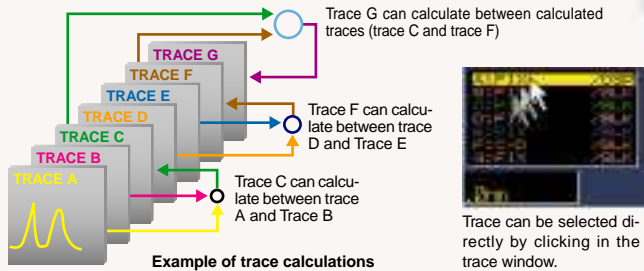 Trace G can calculate between calculated
traces (trace C and trace F)
TRACE G
TRACE F
TRACE E
TRACE D
TRACE C
TRACE B
TRACE A
Trace F can calcu-
late between trace
D and Trace E
Trace C can calcu-
late between trace
A and Trace B
Example of trace calculations
Trace can be selected di-
rectly by clicking in the
trace window.